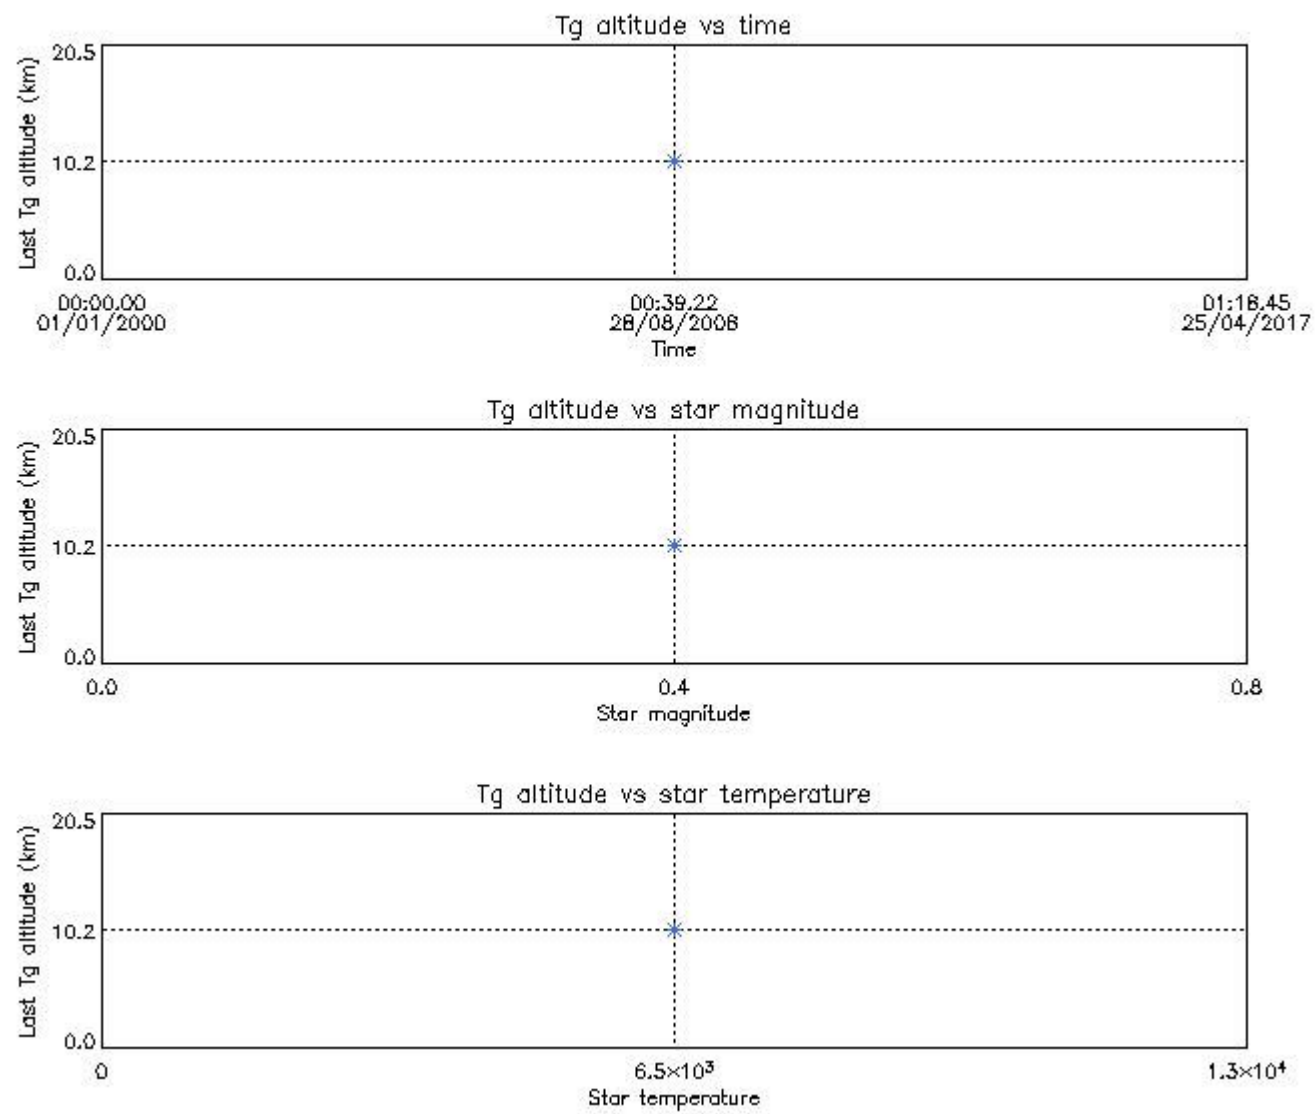 Tg altitude vs time
Last Tg altitude (km)
20.5
10.2
0.0
00:00.00
01/01/2000
00:39.22
28/08/2008
01:18.45
25/04/2017
Time
Tg altitude vs star magnitude
Last Tg altitude (km)
20.5
10.2
0.0
0.0
0.4
0.8
Star magnitude
Tg altitude vs star temperature
Last Tg altitude (km)
20.5
10.2
0.0
0
6.5×10³
1.3×10⁴
Star temperature